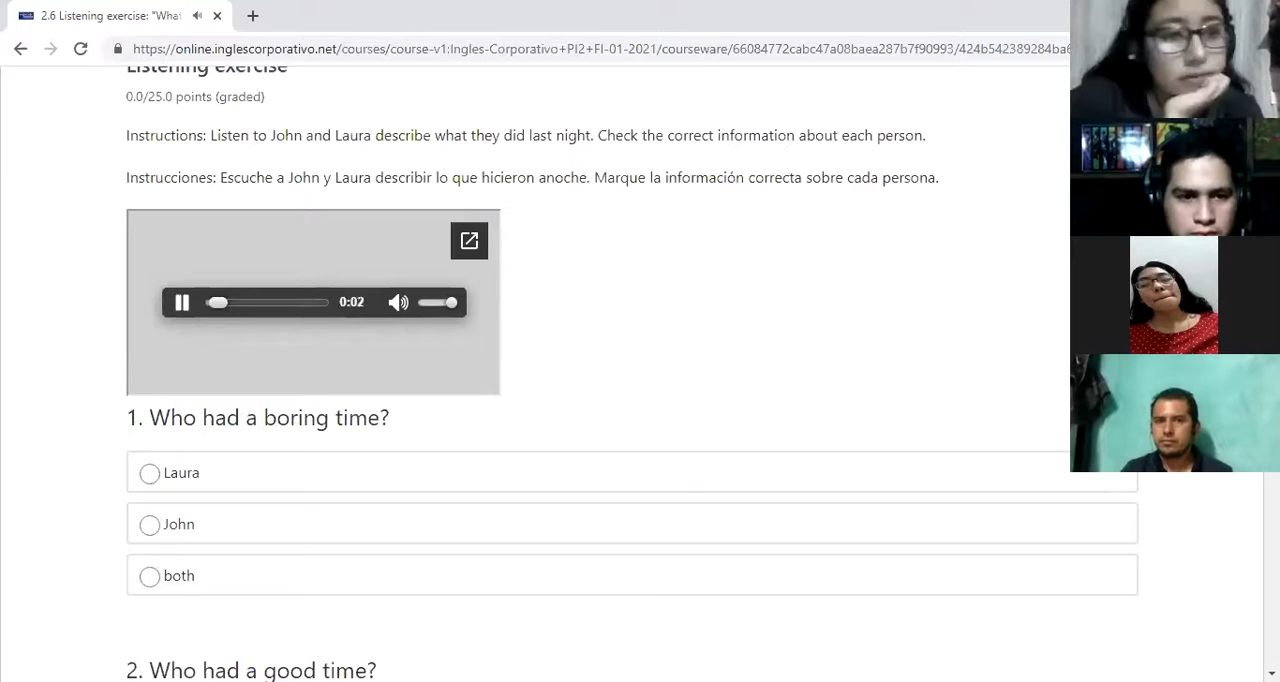 2.6 Listening exercise: "What
https://online.inglescorporativo.net/courses/course-v1:Ingles-Corporativo+PI2+FI-01-2021/courseware/66084772cabc47a08baea287b7f90993/424b542389284ba6
Listening exercise
0.0/25.0 points (graded)
Instructions: Listen to John and Laura describe what they did last night. Check the correct information about each person.
Instrucciones: Escuche a John y Laura describir lo que hicieron anoche. Marque la información correcta sobre cada persona.
0:02
1. Who had a boring time?
Laura
John
both
2. Who had a good time?